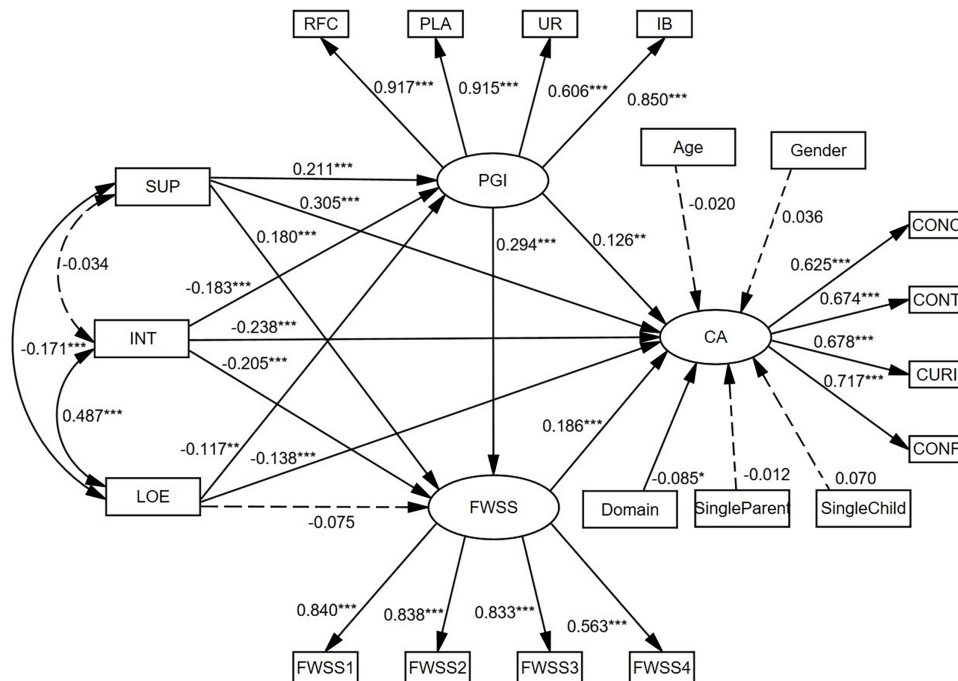 RFC
PLA
UR
IB
0.917***
0.915***
0.606***
0.850***
Age
Gender
SUP
0.211***
PGI
0.305***
-0.020
0.036
CONC
0.180***
0.294***
0.126**
-0.034
0.625***
-0.183***
0.674***
CONT
INT
-0.238***
CA
0.678***
-0.171***
-0.205***
0.717***
CURI
0.487***
0.186***
-0.117**
-0.138***
CONF
LOE
-0.085*
-0.012
0.070
-0.075
FWSS
Domain
SingleParent
SingleChild
0.840***
0.838***
0.833***
0.563***
FWSS1
FWSS2
FWSS3
FWSS4